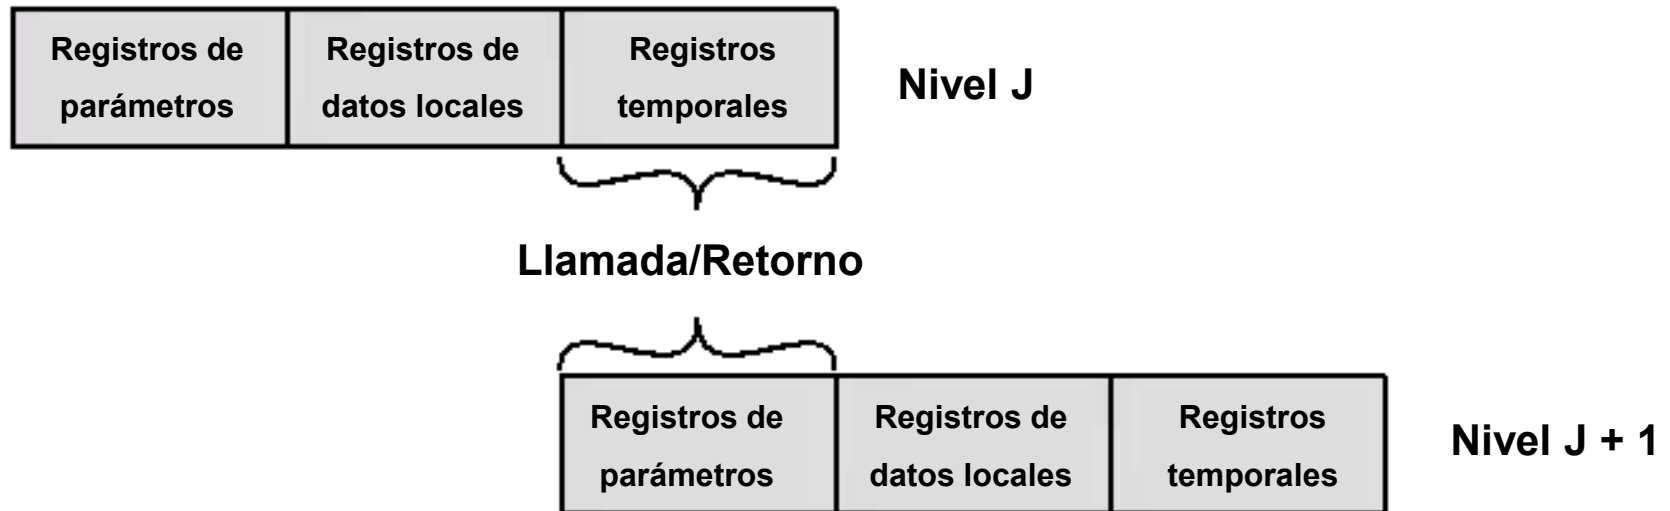 Registros de
parámetros
Registros de
datos locales
Registros
temporales
Nivel J
Llamada/Retorno
Registros de
parámetros
Registros de
datos locales
Registros
temporales
Nivel J + 1